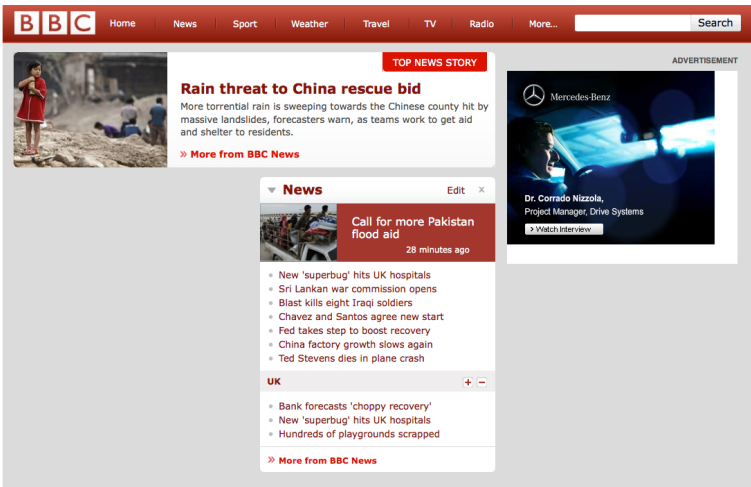 BBC Home News Sport Weather Travel TV Radio More... Search
TOP NEWS STORY
Rain threat to China rescue bid
More torrential rain is sweeping towards the Chinese county hit by
massive landslides, forecasters warn, as teams work to get aid
and shelter to residents.
» More from BBC News
ADVERTISEMENT
Mercedes-Benz
Dr. Corrado Nizzola,
Project Manager, Drive Systems
› Watch Interview
News Edit x
Call for more Pakistan
flood aid
28 minutes ago
New 'superbug' hits UK hospitals
Sri Lankan war commission opens
Blast kills eight Iraqi soldiers
Chavez and Santos agree new start
Fed takes step to boost recovery
China factory growth slows again
Ted Stevens dies in plane crash
UK + −
Bank forecasts 'choppy recovery'
New 'superbug' hits UK hospitals
Hundreds of playgrounds scrapped
» More from BBC News